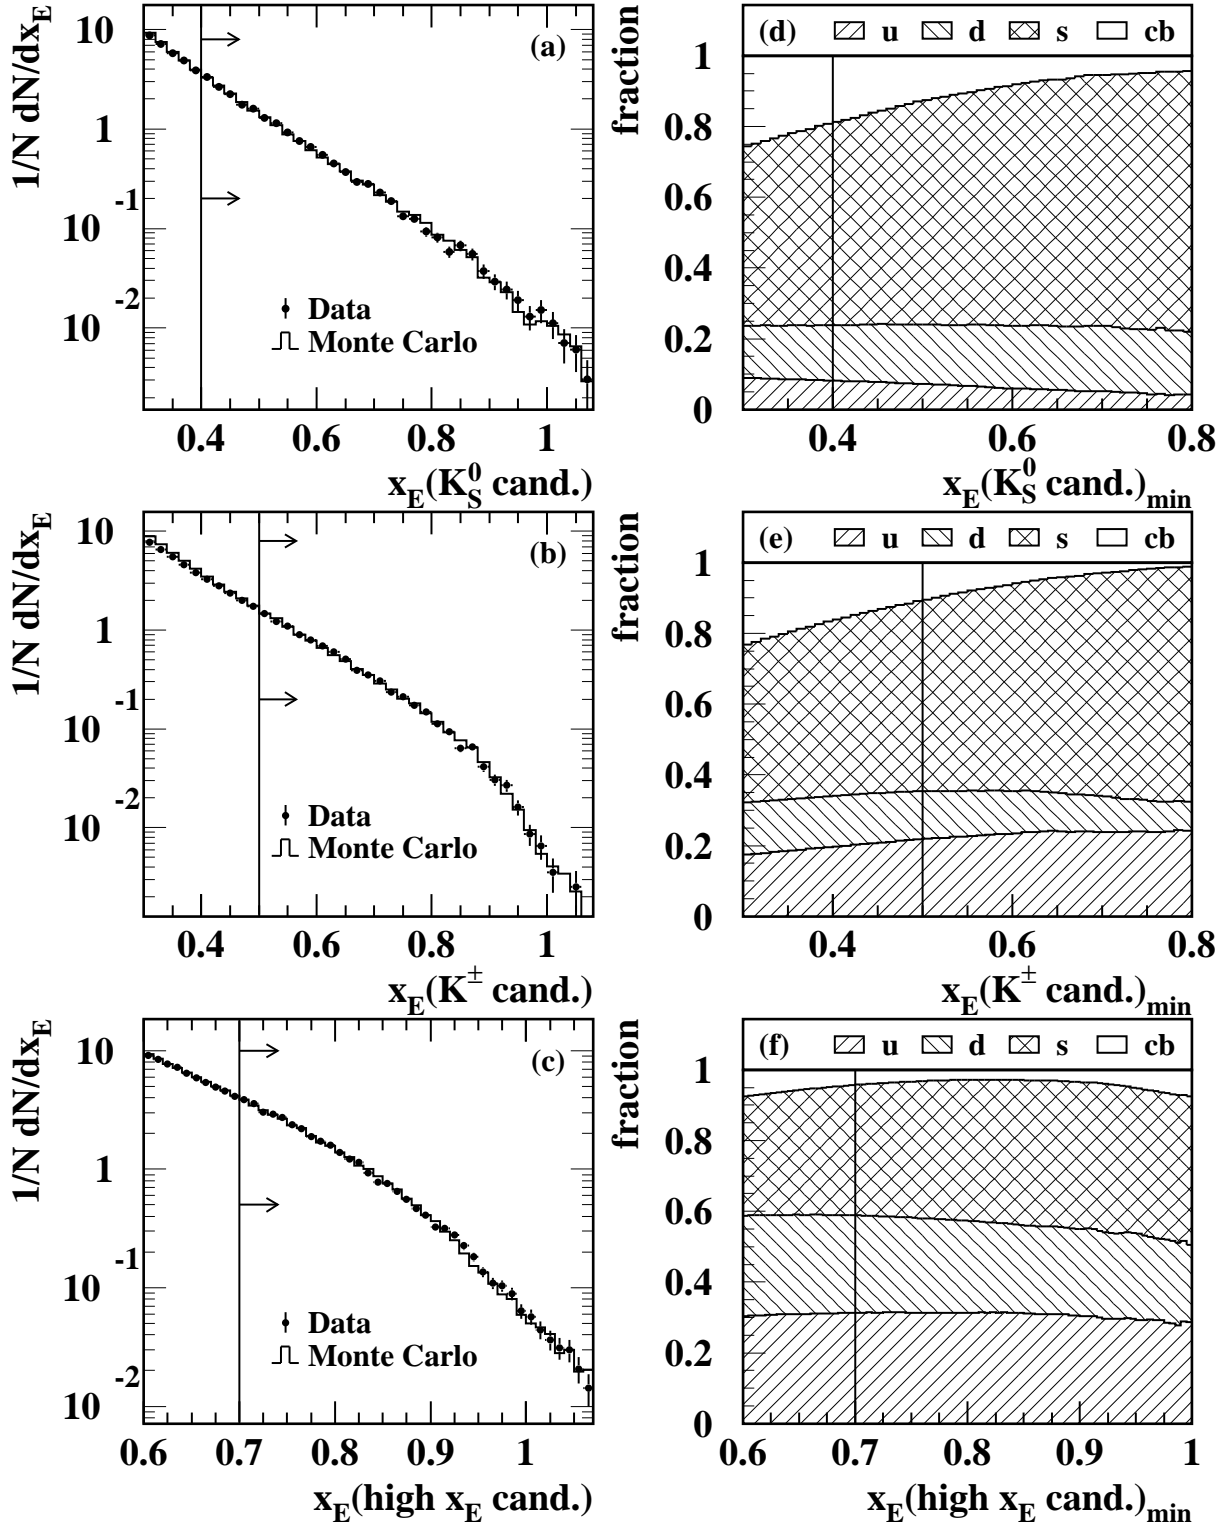 1/N dN/dx_E
10
1
10^-1
10^-2
(a)
Data
Monte Carlo
0.4 0.6 0.8 1
x_E(K_S^0 cand.)
fraction
(d) u d s cb
1
0.8
0.6
0.4
0.2
0
0.4 0.6 0.8
x_E(K_S^0 cand.)_min
1/N dN/dx_E
10
1
10^-1
10^-2
(b)
Data
Monte Carlo
0.4 0.6 0.8 1
x_E(K^± cand.)
fraction
(e) u d s cb
1
0.8
0.6
0.4
0.2
0
0.4 0.6 0.8
x_E(K^± cand.)_min
1/N dN/dx_E
10
1
10^-1
10^-2
(c)
Data
Monte Carlo
0.6 0.7 0.8 0.9 1
x_E(high x_E cand.)
fraction
(f) u d s cb
1
0.8
0.6
0.4
0.2
0
0.6 0.7 0.8 0.9 1
x_E(high x_E cand.)_min